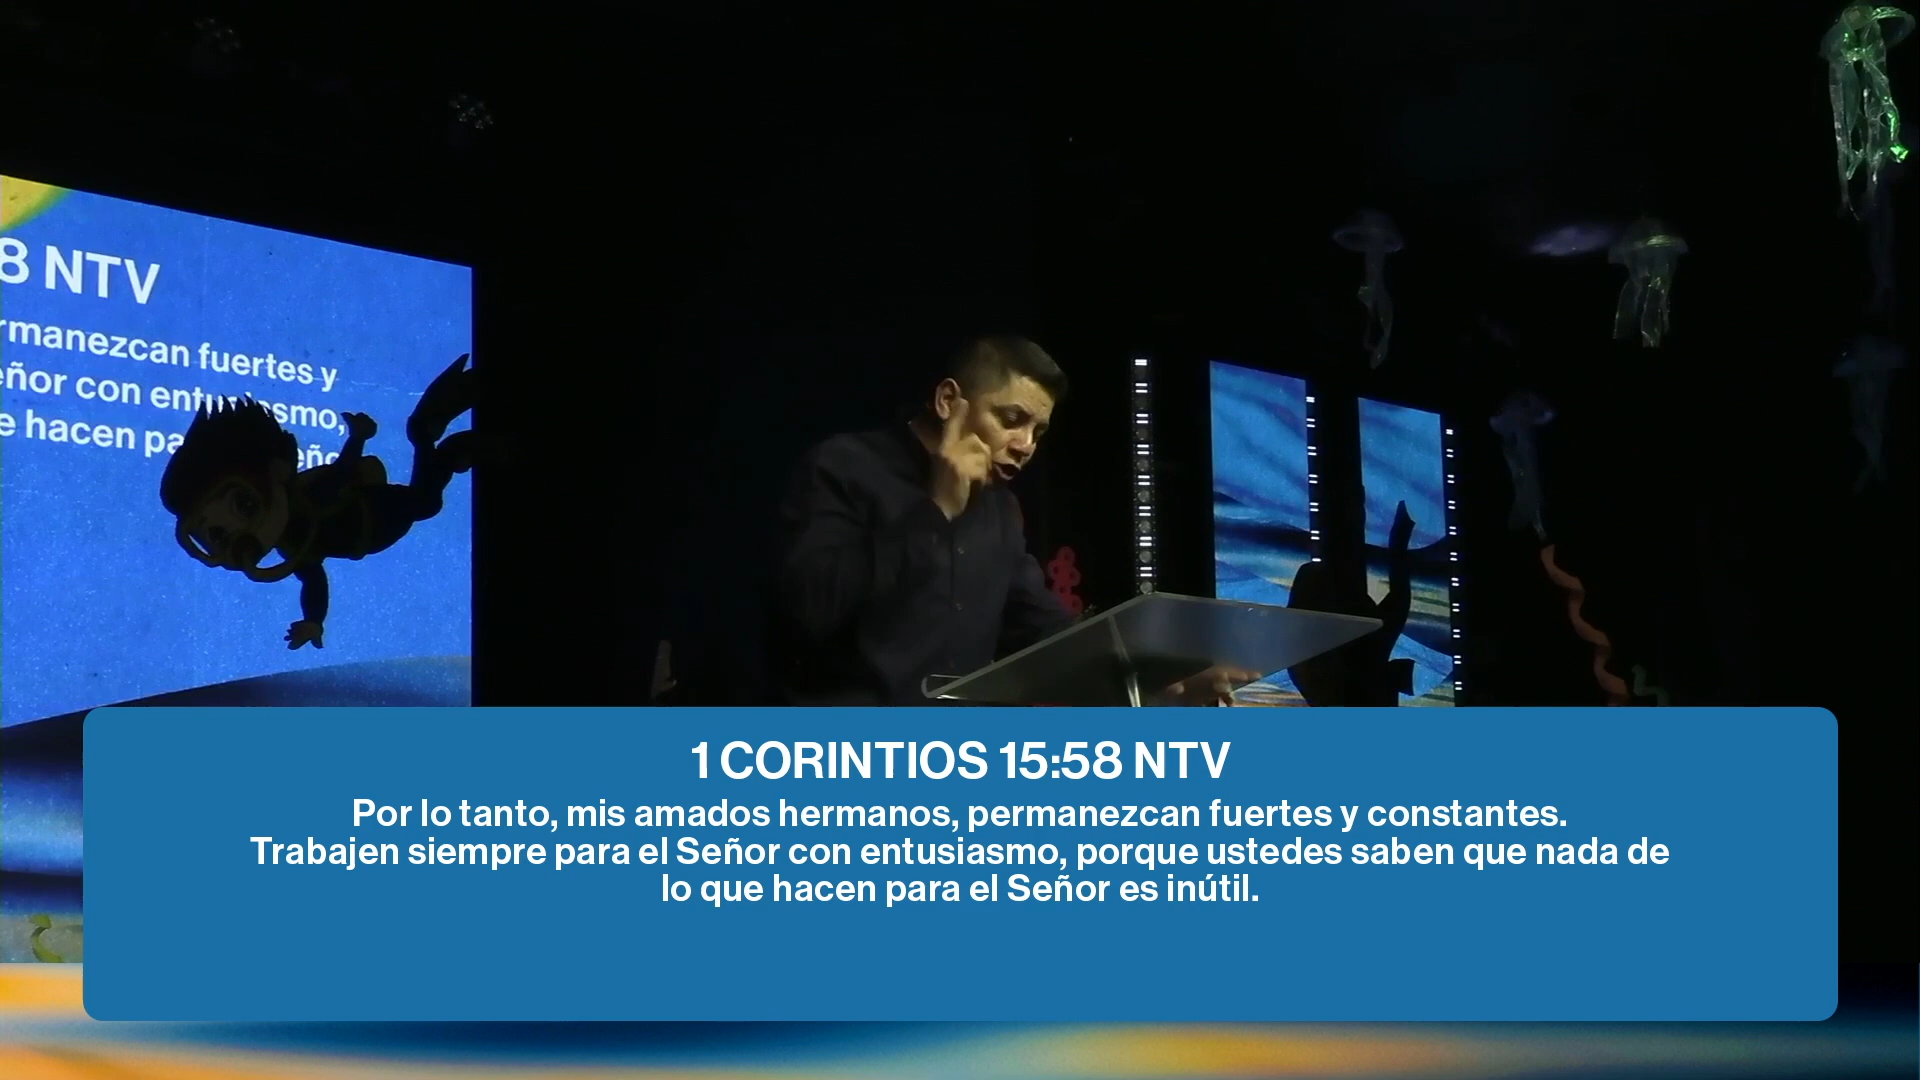 8 NTV
rmanezcan fuertes y
eñor con entusiasmo,
e hacen pa eño
1 CORINTIOS 15:58 NTV
Por lo tanto, mis amados hermanos, permanezcan fuertes y constantes.
Trabajen siempre para el Señor con entusiasmo, porque ustedes saben que nada de
lo que hacen para el Señor es inútil.